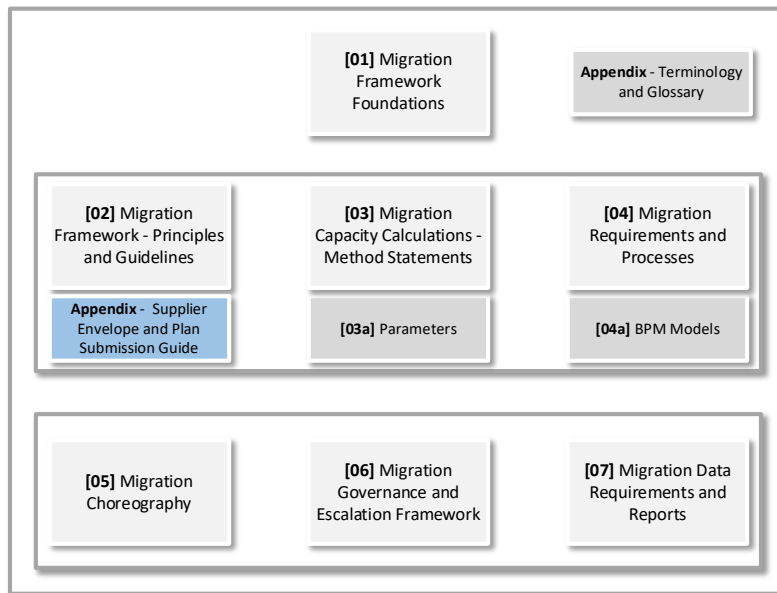 [01] Migration
Framework
Foundations
Appendix - Terminology
and Glossary
[02] Migration
Framework - Principles
and Guidelines
Appendix -  Supplier
Envelope and Plan
Submission Guide
[03] Migration
Capacity Calculations -
Method Statements
[03a] Parameters
[04] Migration
Requirements and
Processes
[04a] BPM Models
[05] Migration
Choreography
[06] Migration
Governance and
Escalation Framework
[07] Migration Data
Requirements and
Reports